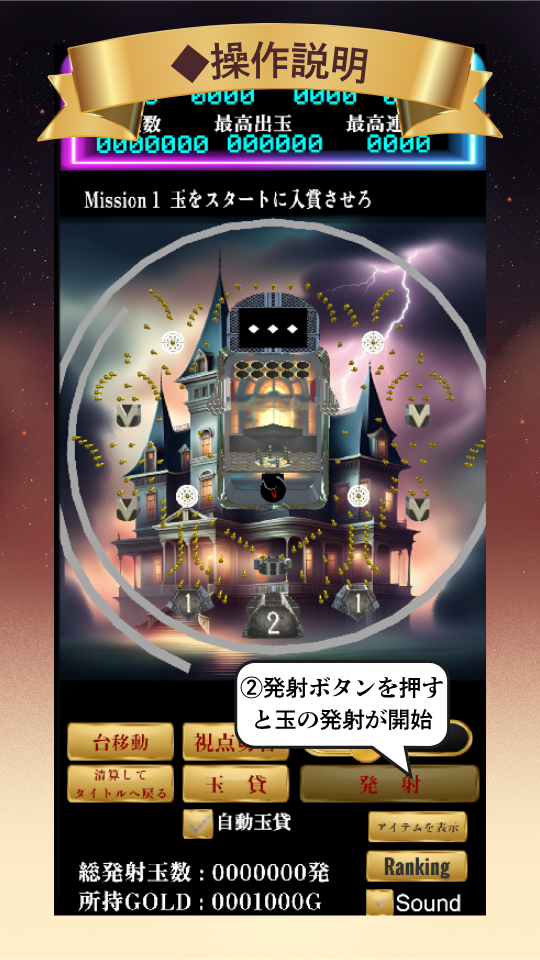 ◆操作説明
0000 0000
数 最高出玉 最高連
0000000 000000 0000
Mission 1 玉をスタートに入賞させろ
1 1
2
②発射ボタンを押す
と玉の発射が開始
台移動 視点
清算して
タイトルへ戻る
玉 貸 発 射
自動玉貸
アイテムを表示
総発射玉数 : 0000000発
Ranking
所持GOLD : 0001000G
Sound